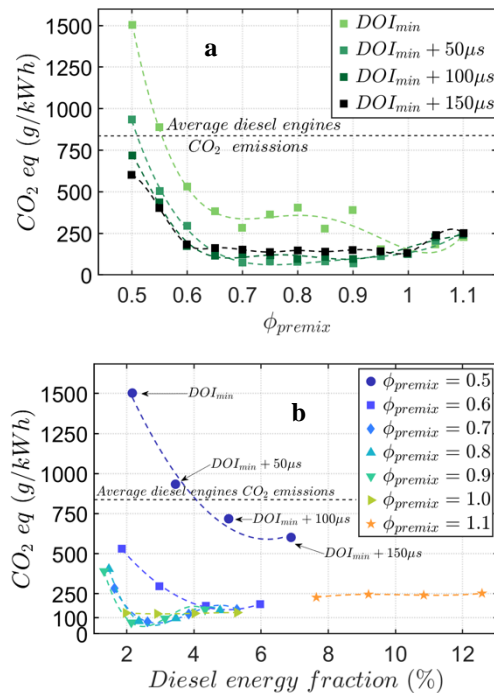 1500
1250
1000
750
500
250
0
CO2 eq (g/kWh)
a
DOImin
DOImin + 50μs
DOImin + 100μs
DOImin + 150μs
Average diesel engines
CO2 emissions
0.5 0.6 0.7 0.8 0.9 1 1.1
ϕpremix
1500
1250
1000
750
500
250
100
0
CO2 eq (g/kWh)
b
DOImin
DOImin + 50μs
Average diesel engines CO2 emissions
DOImin + 100μs
DOImin + 150μs
ϕpremix = 0.5
ϕpremix = 0.6
ϕpremix = 0.7
ϕpremix = 0.8
ϕpremix = 0.9
ϕpremix = 1.0
ϕpremix = 1.1
2 4 6 8 10 12
Diesel energy fraction (%)